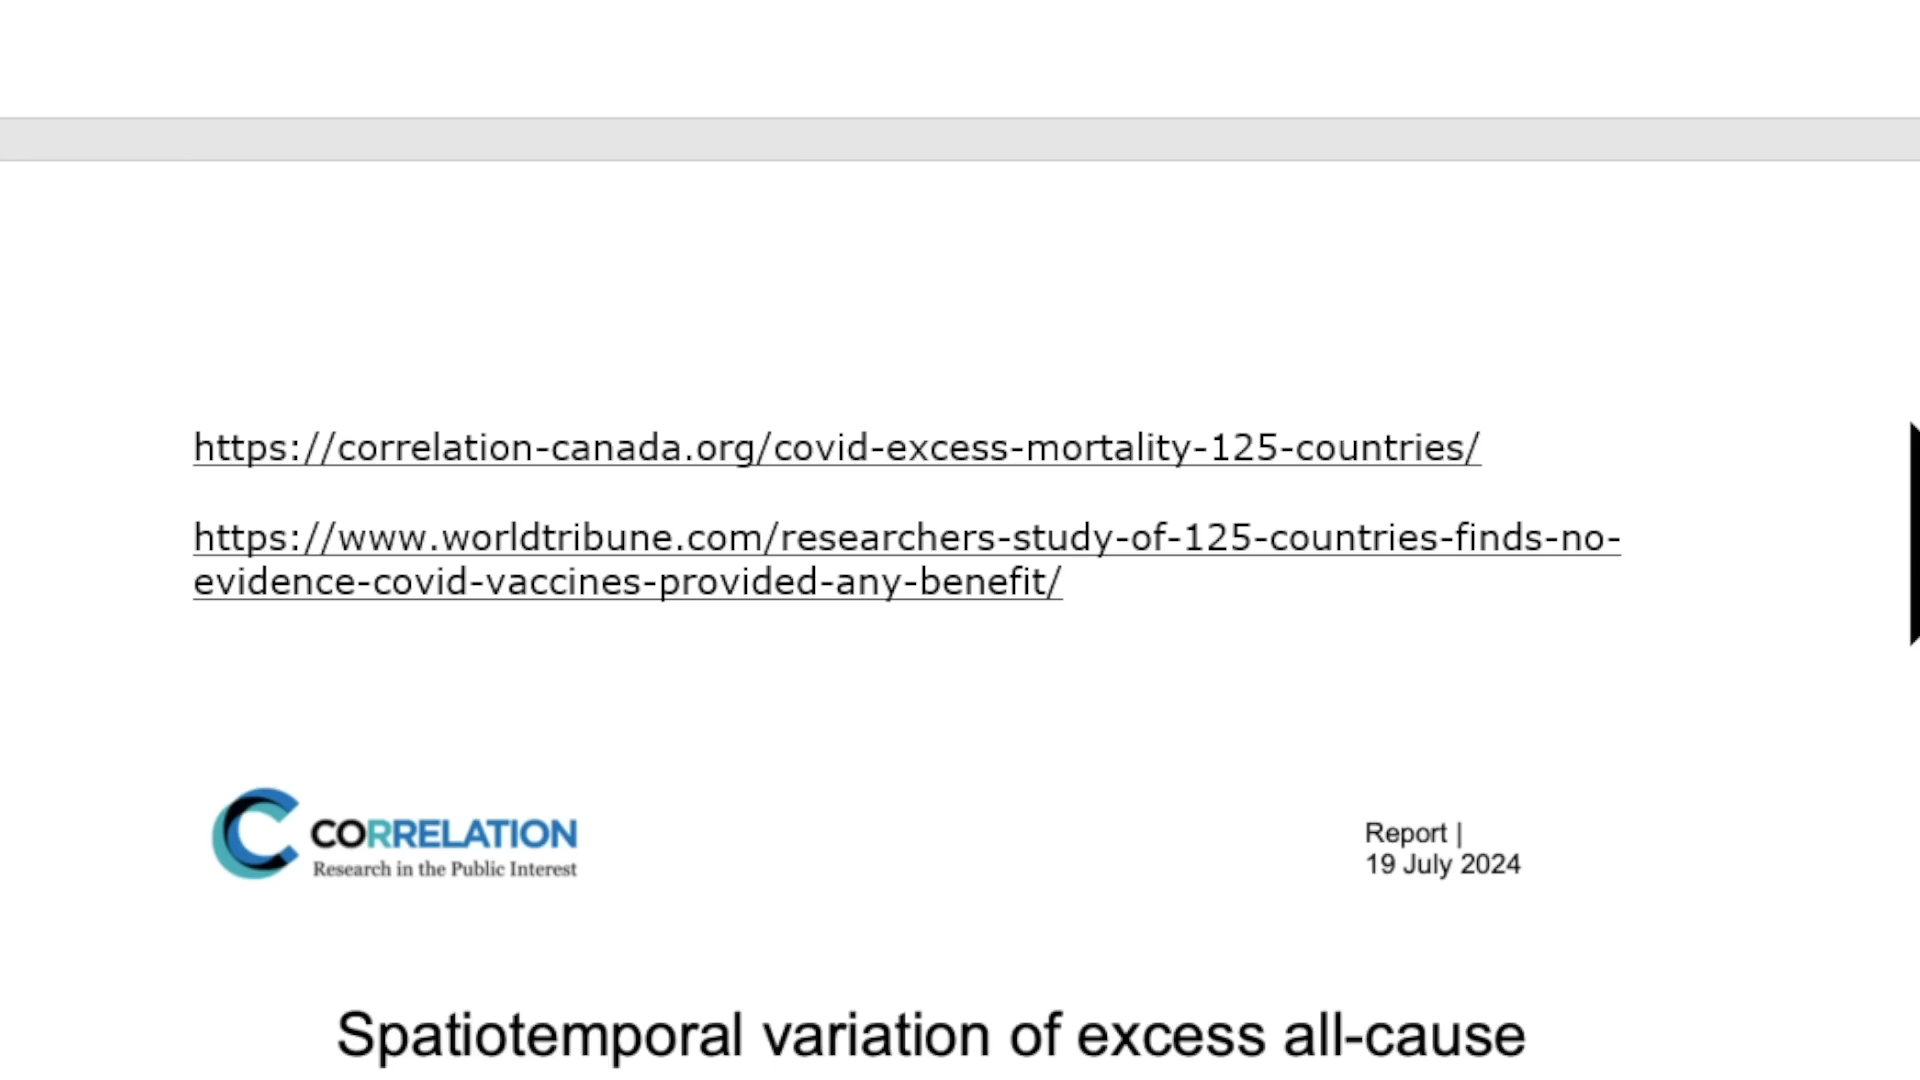 https://correlation-canada.org/covid-excess-mortality-125-countries/
https://www.worldtribune.com/researchers-study-of-125-countries-finds-no-
evidence-covid-vaccines-provided-any-benefit/
CORRELATION
Research in the Public Interest
Report |
19 July 2024
Spatiotemporal variation of excess all-cause